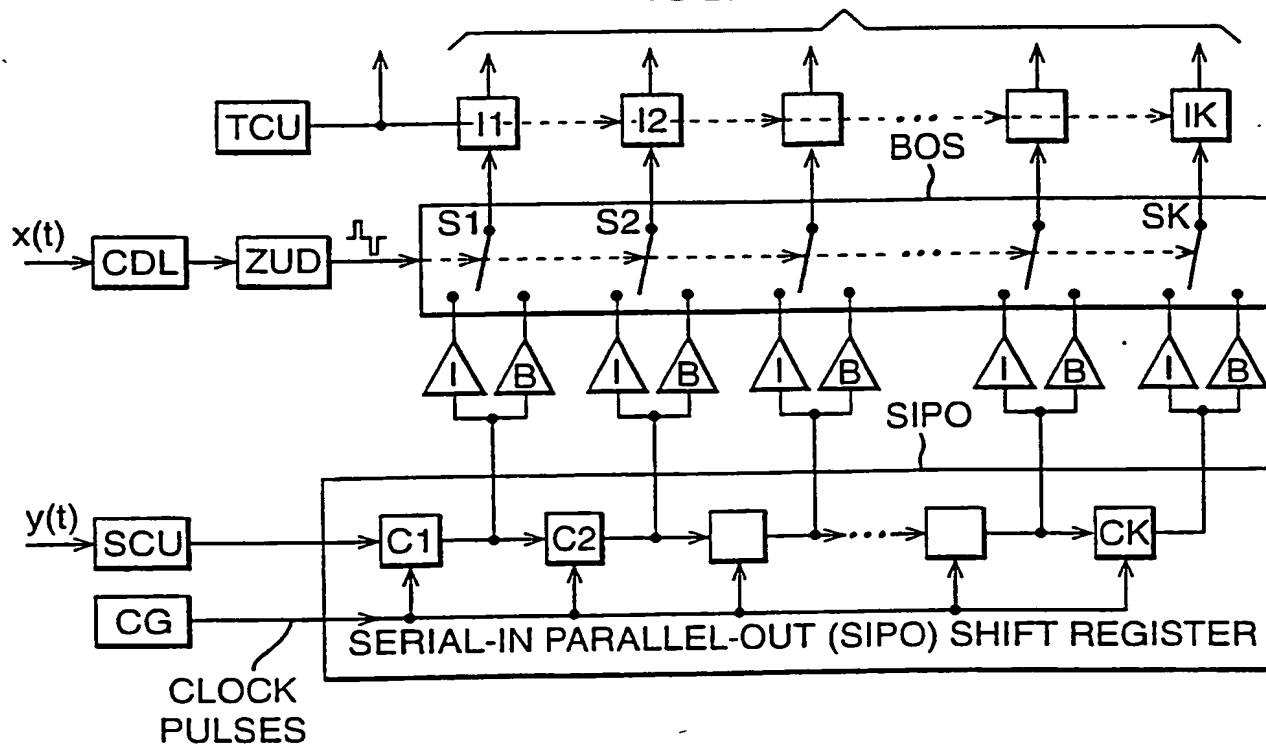 TCU I1 I2 ... IK
BOS
x(t) CDL ZUD S1 S2 ... SK
I B I B I B I B I B
SIPO
y(t) SCU C1 C2 ... CK
CG
SERIAL-IN PARALLEL-OUT (SIPO) SHIFT REGISTER
CLOCK
PULSES